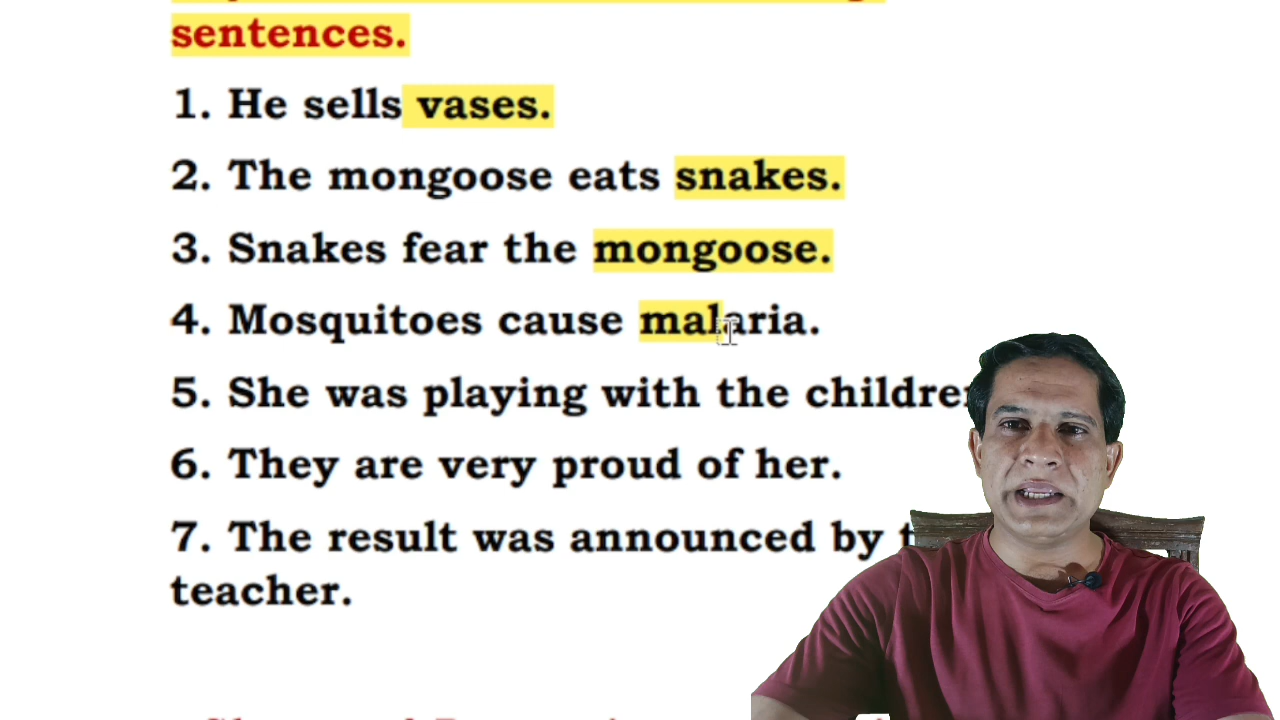 sentences.
1. He sells vases.
2. The mongoose eats snakes.
3. Snakes fear the mongoose.
4. Mosquitoes cause malaria.
5. She was playing with the
6. They are very proud of her.
7. The result was announced by
teacher.